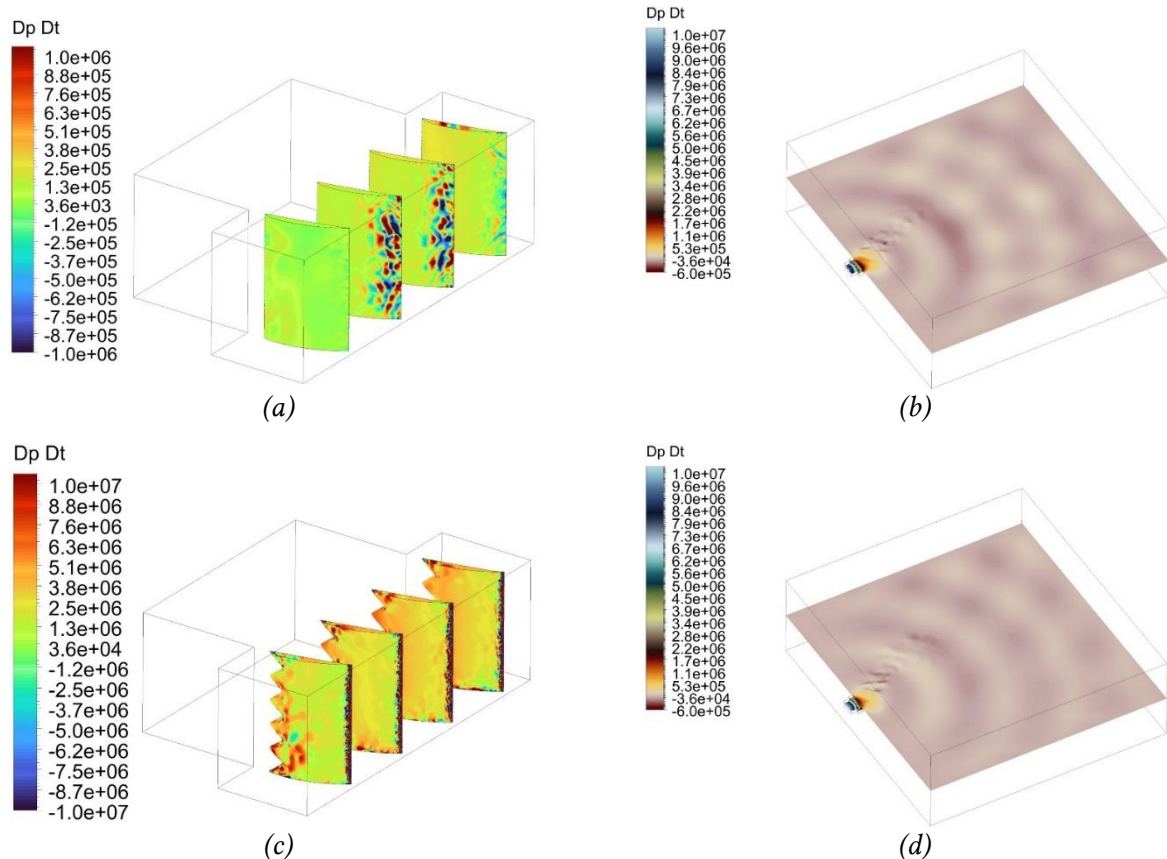 Dp Dt
1.0e+06
8.8e+05
7.6e+05
6.3e+05
5.1e+05
3.8e+05
2.5e+05
1.3e+05
3.6e+03
-1.2e+05
-2.5e+05
-3.7e+05
-5.0e+05
-6.2e+05
-7.5e+05
-8.7e+05
-1.0e+06
(a)
Dp Dt
1.0e+07
9.6e+06
9.0e+06
8.4e+06
7.9e+06
7.3e+06
6.7e+06
6.2e+06
5.6e+06
5.0e+06
4.5e+06
3.9e+06
3.4e+06
2.8e+06
2.2e+06
1.7e+06
1.1e+06
5.3e+05
-3.6e+04
-6.0e+05
(b)
Dp Dt
1.0e+07
8.8e+06
7.6e+06
6.3e+06
5.1e+06
3.8e+06
2.5e+06
1.3e+06
3.6e+04
-1.2e+06
-2.5e+06
-3.7e+06
-5.0e+06
-6.2e+06
-7.5e+06
-8.7e+06
-1.0e+07
(c)
Dp Dt
1.0e+07
9.6e+06
9.0e+06
8.4e+06
7.9e+06
7.3e+06
6.7e+06
6.2e+06
5.6e+06
5.0e+06
4.5e+06
3.9e+06
3.4e+06
2.8e+06
2.2e+06
1.7e+06
1.1e+06
5.3e+05
-3.6e+04
-6.0e+05
(d)